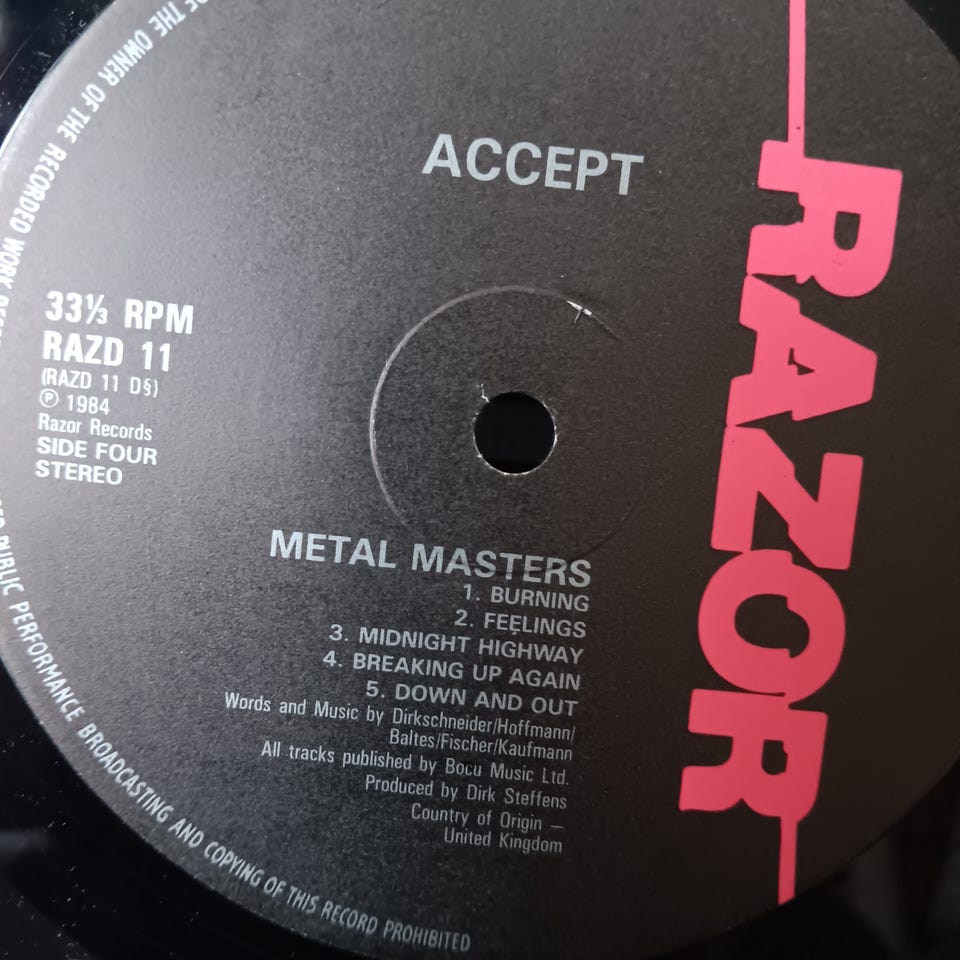 ACCEPT
RAZOR
33⅓ RPM
RAZD 11
(RAZD 11 D§)
℗ 1984
Razor Records
SIDE FOUR
STEREO
METAL MASTERS
1. BURNING
2. FEELINGS
3. MIDNIGHT HIGHWAY
4. BREAKING UP AGAIN
5. DOWN AND OUT
Words and Music by Dirkschneider/Hoffmann/
Baltes/Fischer/Kaufmann
All tracks published by Bocu Music Ltd.
Produced by Dirk Steffens
Country of Origin –
United Kingdom
THE OWNER OF THE RECORDED WORK
PUBLIC PERFORMANCE BROADCASTING AND COPYING OF THIS RECORD PROHIBITED